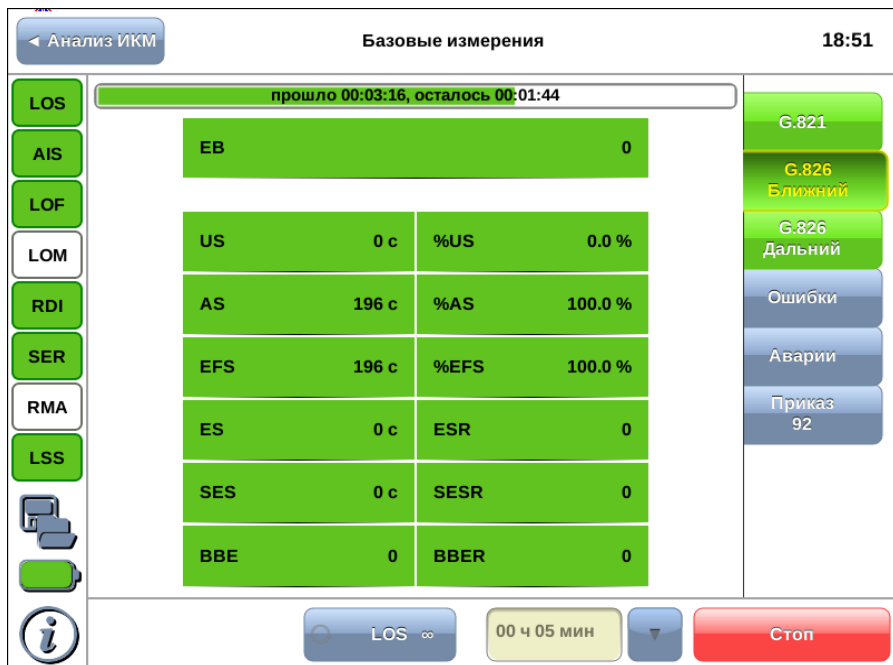 ◄ Анализ ИКМ
Базовые измерения
18:51
прошло 00:03:16, осталось 00:01:44
LOS
AIS
LOF
LOM
RDI
SER
RMA
LSS
EB 0
US 0 с %US 0.0 %
AS 196 с %AS 100.0 %
EFS 196 с %EFS 100.0 %
ES 0 с ESR 0
SES 0 с SESR 0
BBE 0 BBER 0
G.821
G.826
Ближний
G.826
Дальний
Ошибки
Аварии
Приказ
92
i
LOS ∞
00 ч 05 мин
▼
Стоп